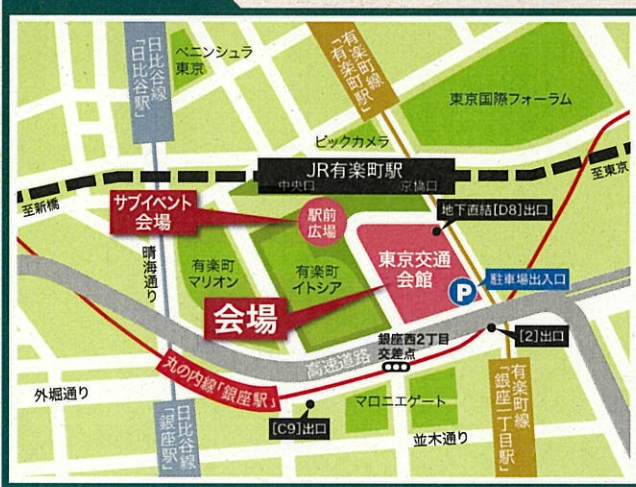 日比谷線
「日比谷駅」
ペニンシュラ
東京
有楽町線
「有楽町駅」
東京国際フォーラム
ビックカメラ
JR有楽町駅
中央口
京橋口
至東京
至新橋
サブイベント
会場
駅前
広場
地下直結[D8]出口
晴海通り
有楽町
マリオン
有楽町
イトシア
東京交通
会館
P
駐車場出入口
会場
銀座西2丁目
交差点
[2]出口
高速道路
丸の内線「銀座駅」
外堀通り
日比谷線
「銀座駅」
[C9]出口
マロニエゲート
並木通り
有楽町線
「銀座一丁目駅」